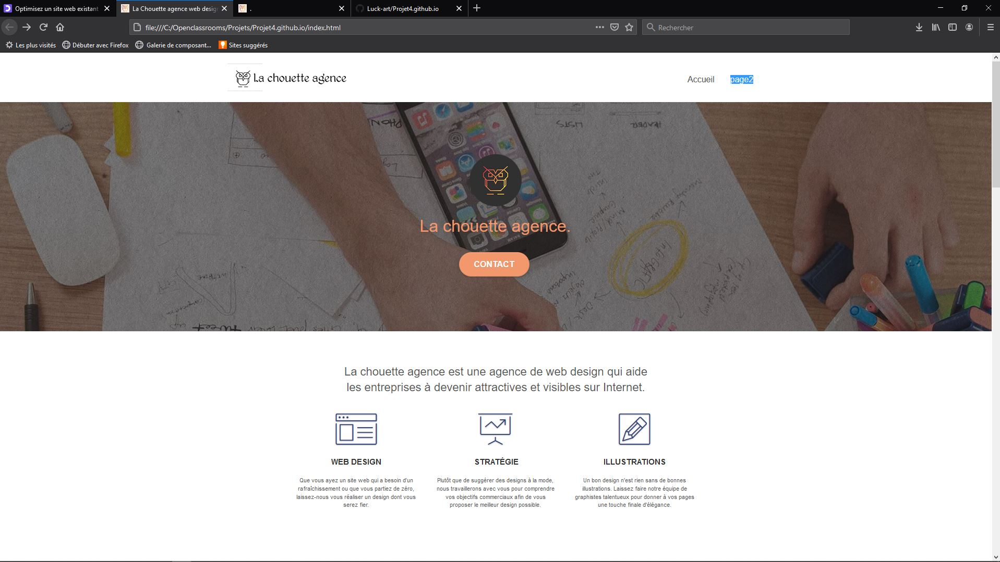 Optimisez un site web existant
La Chouette agence web desig
.
Luck-art/Projet4.github.io
file:///C:/Openclassrooms/Projets/Projet4.github.io/index.html
Rechercher
Les plus visités
Débuter avec Firefox
Galerie de composant...
Sites suggérés
La chouette agence
Accueil
page2
PHON
LISTS
HEADER
La chouette agence.
CONTACT
La chouette agence est une agence de web design qui aide
les entreprises à devenir attractives et visibles sur Internet.
WEB DESIGN
Que vous ayez un site web qui a besoin d'un
rafraîchissement ou que vous partiez de zéro,
laissez-nous vous réaliser un design dont vous
serez fier.
STRATÉGIE
Plutôt que de suggérer des designs à la mode,
nous travaillerons avec vous pour comprendre
vos objectifs commerciaux afin de vous
proposer le meilleur design possible.
ILLUSTRATIONS
Un bon design n'est rien sans de bonnes
illustrations. Laissez faire notre équipe de
graphistes talentueux pour donner à vos pages
une touche finale d'élégance.